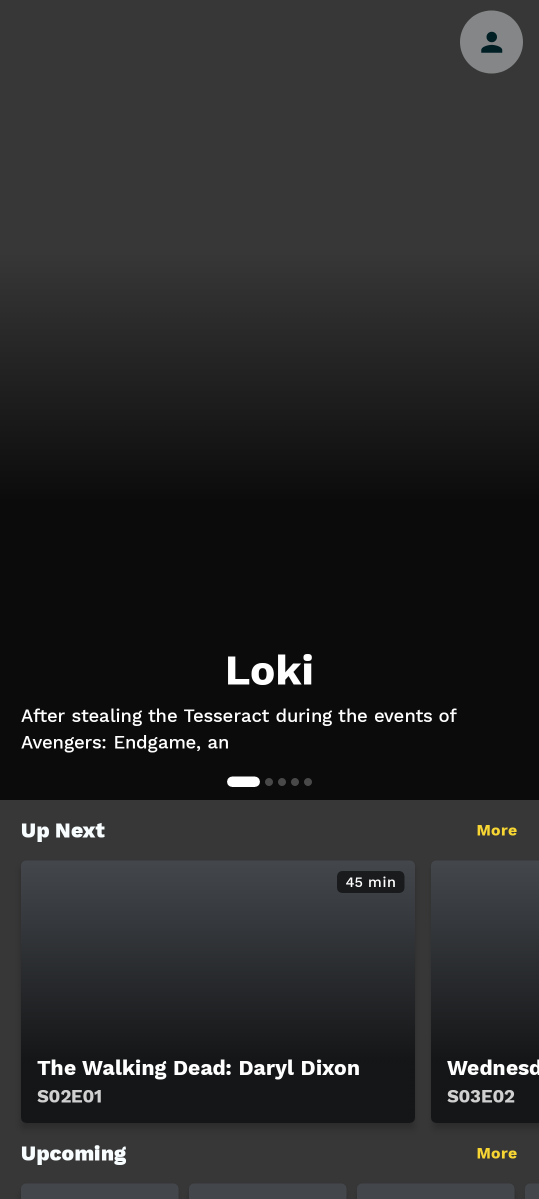 Loki
After stealing the Tesseract during the events of
Avengers: Endgame, an
Up Next
More
45 min
The Walking Dead: Daryl Dixon
S02E01
Wednesd
S03E02
Upcoming
More